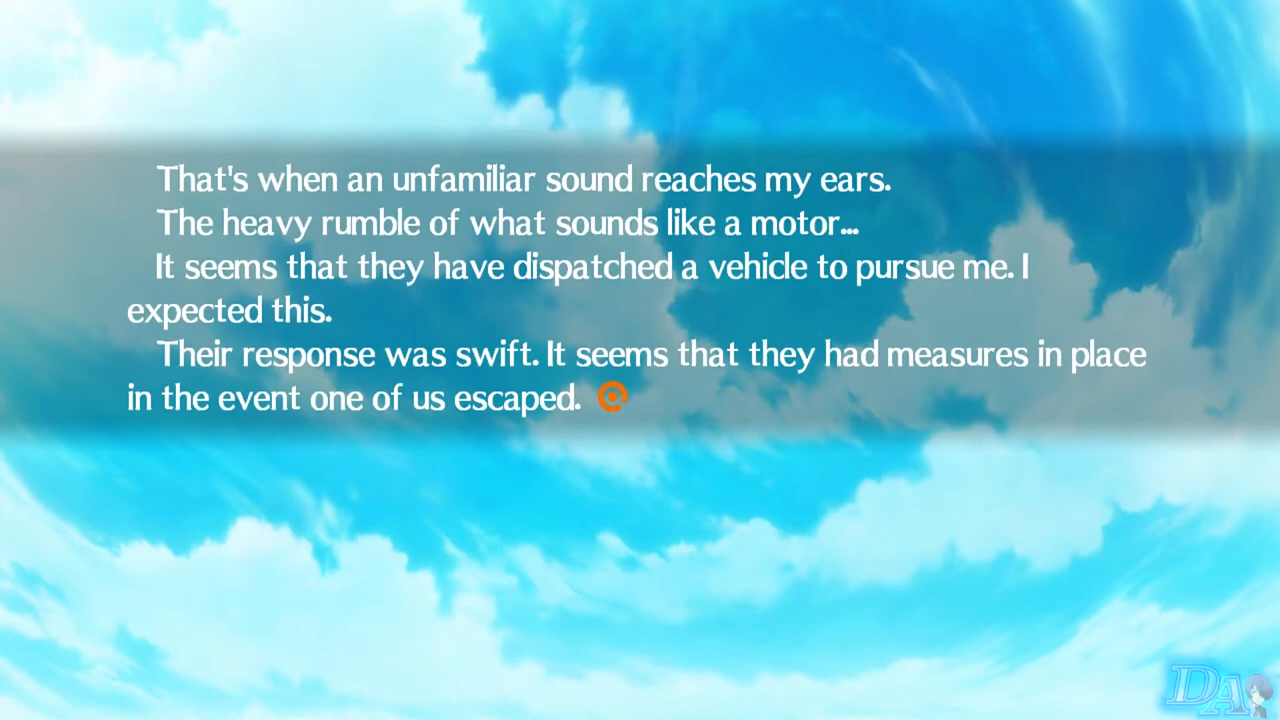 That's when an unfamiliar sound reaches my ears.
The heavy rumble of what sounds like a motor...
It seems that they have dispatched a vehicle to pursue me. I
expected this.
Their response was swift. It seems that they had measures in place
in the event one of us escaped.
DA